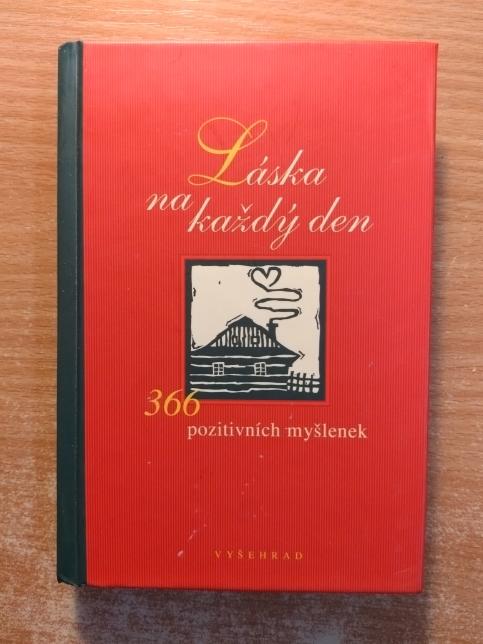 Láska
na každý den
366
pozitivních myšlenek
VYŠEHRAD